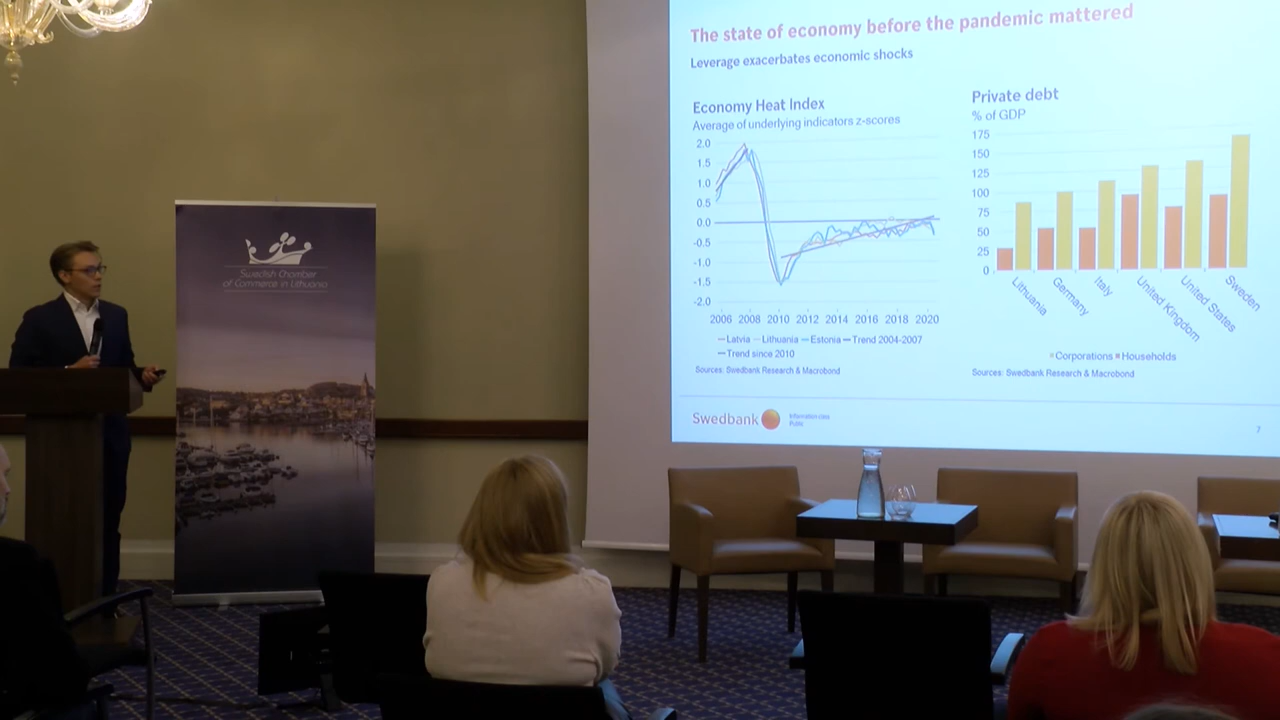 The state of economy before the pandemic mattered
Leverage exacerbates economic shocks
Economy Heat Index
Average of underlying indicators z-scores
2.0
1.5
1.0
0.5
0.0
-0.5
-1.0
-1.5
-2.0
2006 2008 2010 2012 2014 2016 2018 2020
Latvia Lithuania Estonia Trend 2004-2007
Trend since 2010
Sources: Swedbank Research & Macrobond
Private debt
% of GDP
175
150
125
100
75
50
25
0
Lithuania
Germany
Italy
United Kingdom
United States
Sweden
Corporations Households
Sources: Swedbank Research & Macrobond
Swedbank
Information class
Public
7
Swedish Chamber
of Commerce in Lithuania